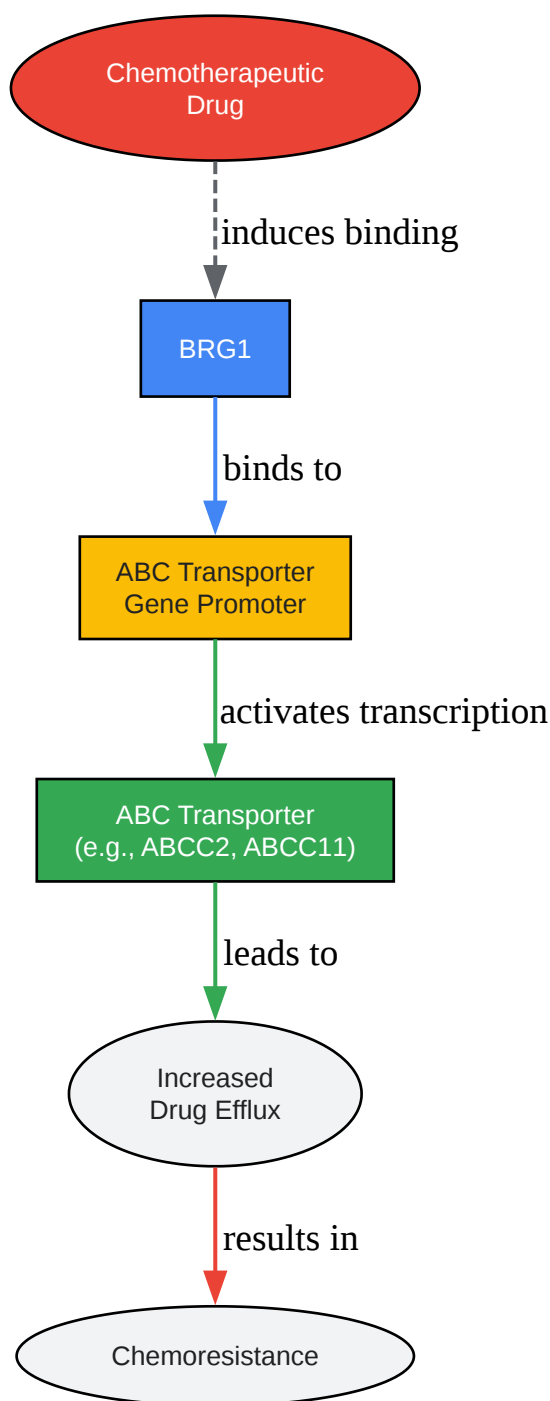 Chemotherapeutic
Drug
induces binding
BRG1
binds to
ABC Transporter
Gene Promoter
activates transcription
ABC Transporter
(e.g., ABCC2, ABCC11)
leads to
Increased
Drug Efflux
results in
Chemoresistance